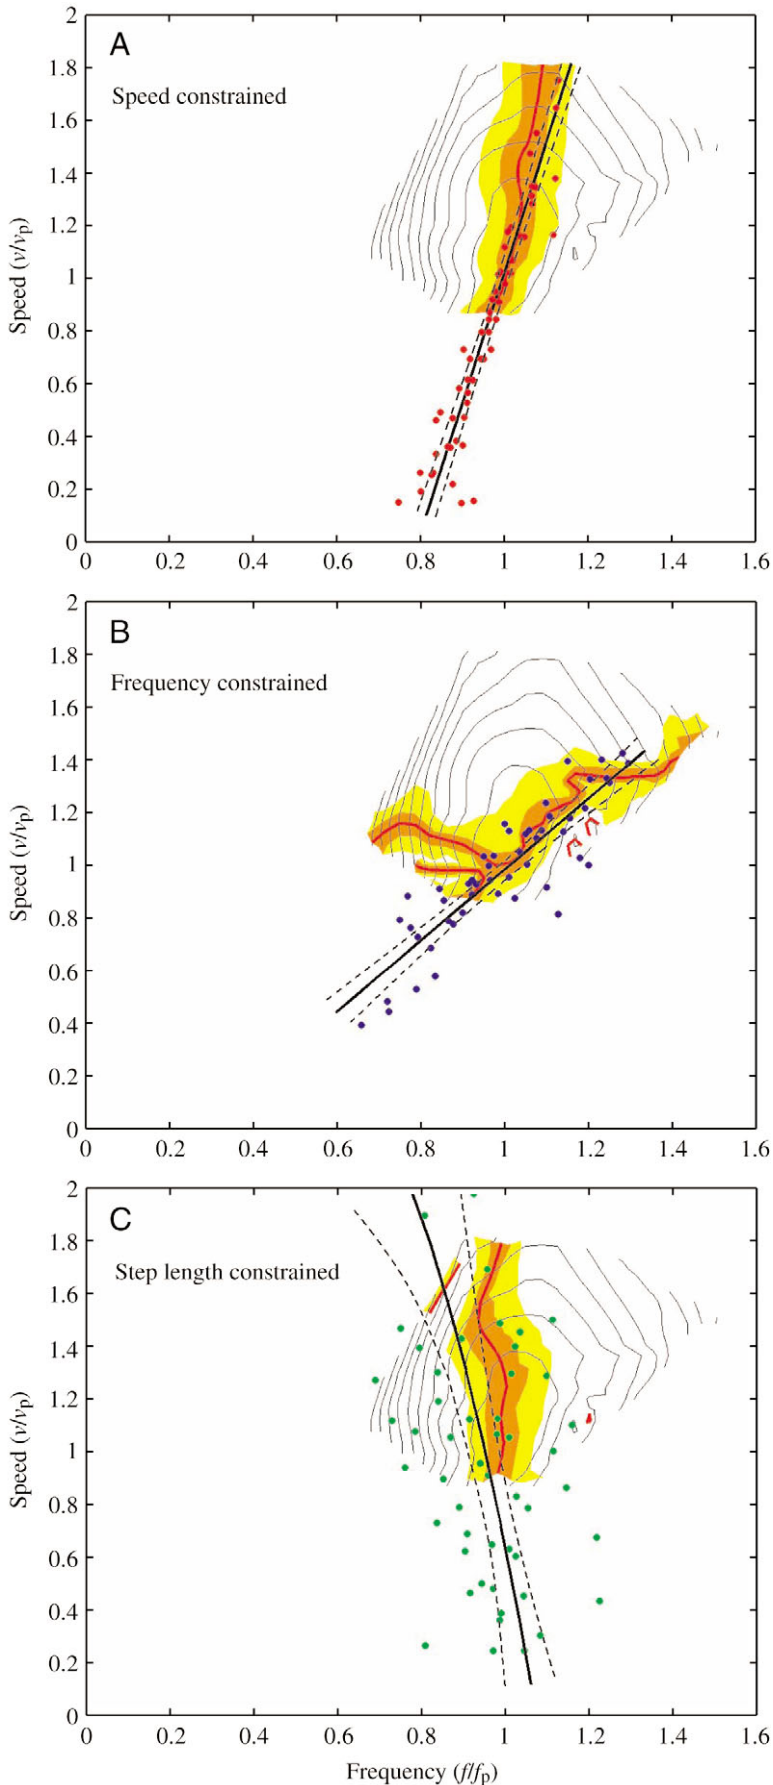 A
Speed constrained
Speed (v/vp)
2
1.8
1.6
1.4
1.2
1
0.8
0.6
0.4
0.2
0
0 0.2 0.4 0.6 0.8 1.0 1.2 1.4 1.6
B
Frequency constrained
Speed (v/vp)
2
1.8
1.6
1.4
1.2
1
0.8
0.6
0.4
0.2
0
0 0.2 0.4 0.6 0.8 1 1.2 1.4 1.6
C
Step length constrained
Speed (v/vp)
2
1.8
1.6
1.4
1.2
1
0.8
0.6
0.4
0.2
0
0 0.2 0.4 0.6 0.8 1 1.2 1.4 1.6
Frequency (f/fp)